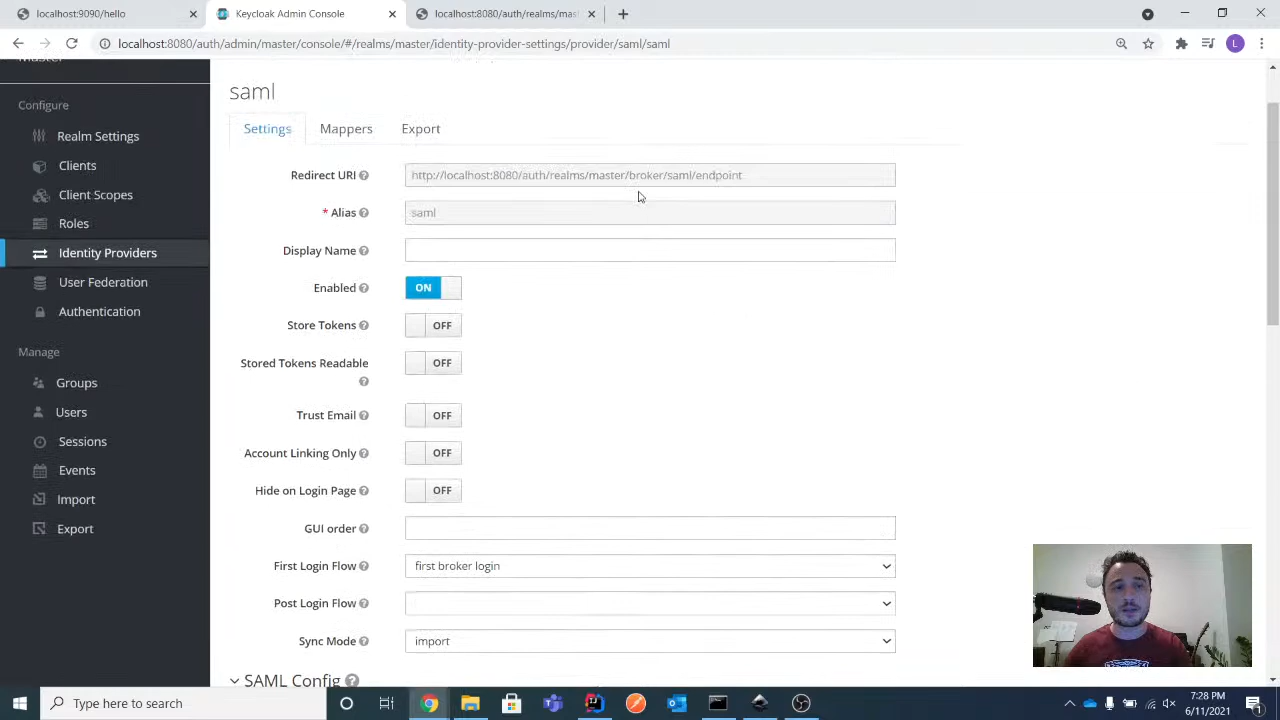 localhost:9090/hello
Keycloak Admin Console
localhost:8080/auth/realms/mas
localhost:8080/auth/admin/master/console/#/realms/master/identity-provider-settings/provider/saml/saml
L
Master
Configure
Realm Settings
Clients
Client Scopes
Roles
Identity Providers
User Federation
Authentication
Manage
Groups
Users
Sessions
Events
Import
Export
saml
Settings
Mappers
Export
Redirect URI
http://localhost:8080/auth/realms/master/broker/saml/endpoint
* Alias
saml
Display Name
Enabled
ON
Store Tokens
OFF
Stored Tokens Readable
OFF
Trust Email
OFF
Account Linking Only
OFF
Hide on Login Page
OFF
GUI order
First Login Flow
first broker login
Post Login Flow
Sync Mode
import
SAML Config
Type here to search
7:28 PM
6/11/2021
1